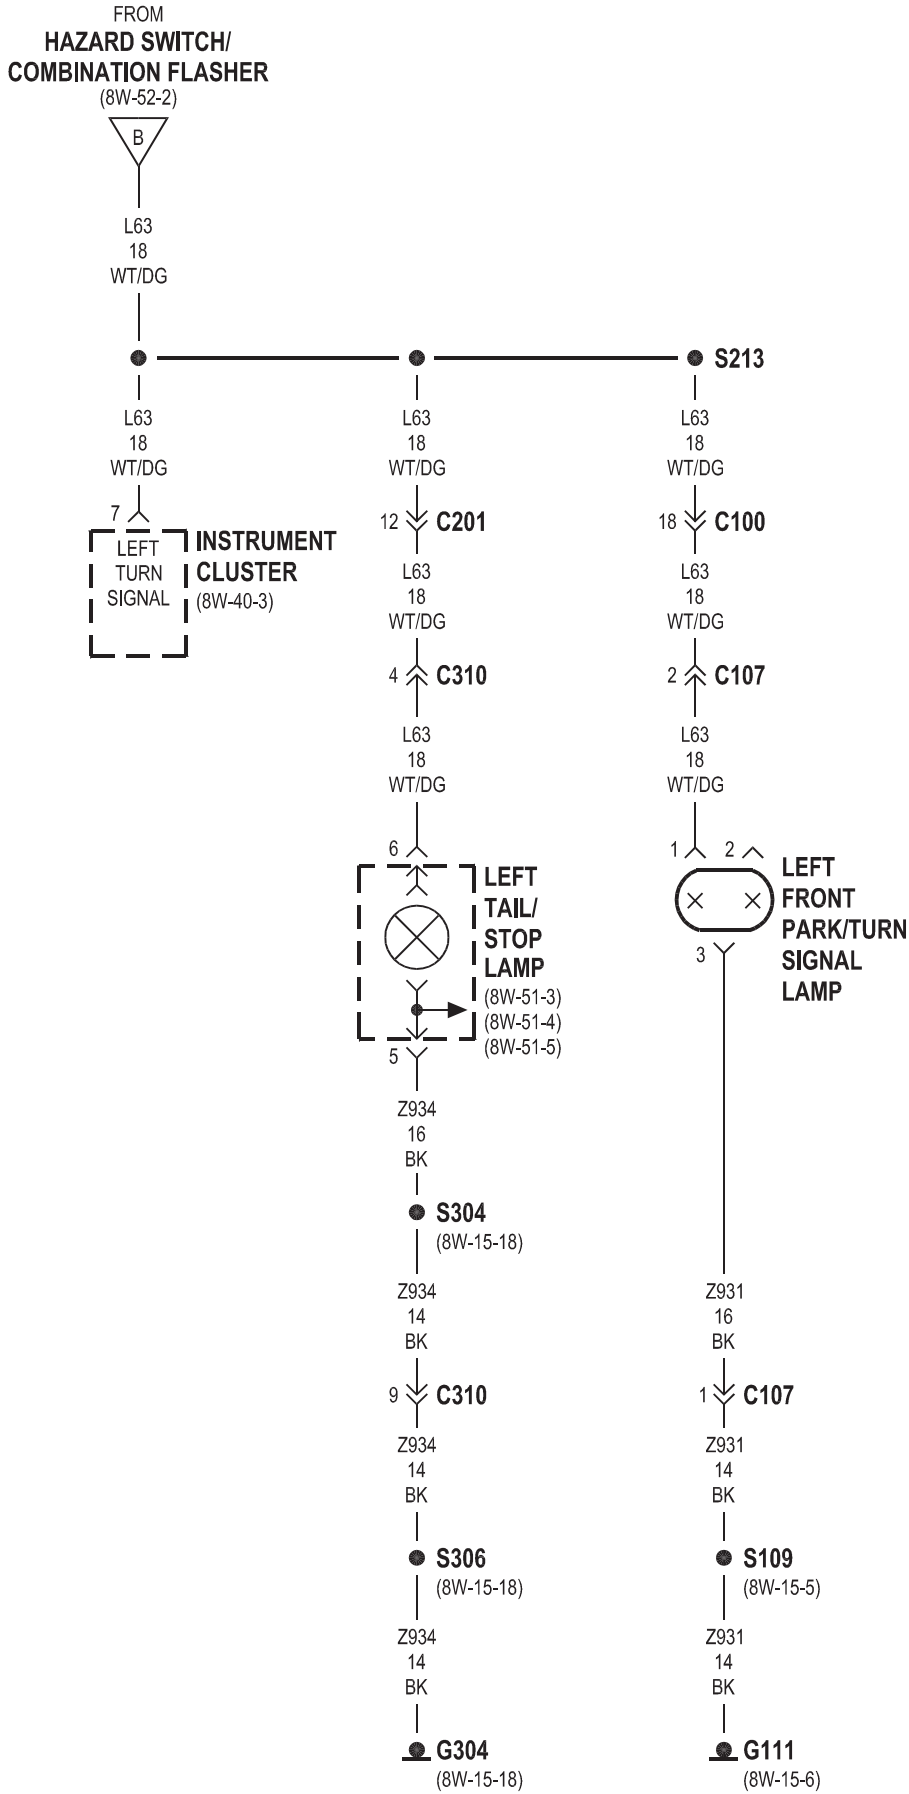 FROM
HAZARD SWITCH/
COMBINATION FLASHER
(8W-52-2)
B
L63
18
WT/DG
S213
L63
18
WT/DG
7
LEFT
TURN
SIGNAL
INSTRUMENT
CLUSTER
(8W-40-3)
L63
18
WT/DG
12 C201
L63
18
WT/DG
4 C310
L63
18
WT/DG
6
LEFT
TAIL/
STOP
LAMP
(8W-51-3)
(8W-51-4)
(8W-51-5)
5
Z934
16
BK
S304
(8W-15-18)
Z934
14
BK
9 C310
Z934
14
BK
S306
(8W-15-18)
Z934
14
BK
G304
(8W-15-18)
L63
18
WT/DG
18 C100
L63
18
WT/DG
2 C107
L63
18
WT/DG
1 2
LEFT
FRONT
PARK/TURN
SIGNAL
LAMP
3
Z931
16
BK
1 C107
Z931
14
BK
S109
(8W-15-5)
Z931
14
BK
G111
(8W-15-6)